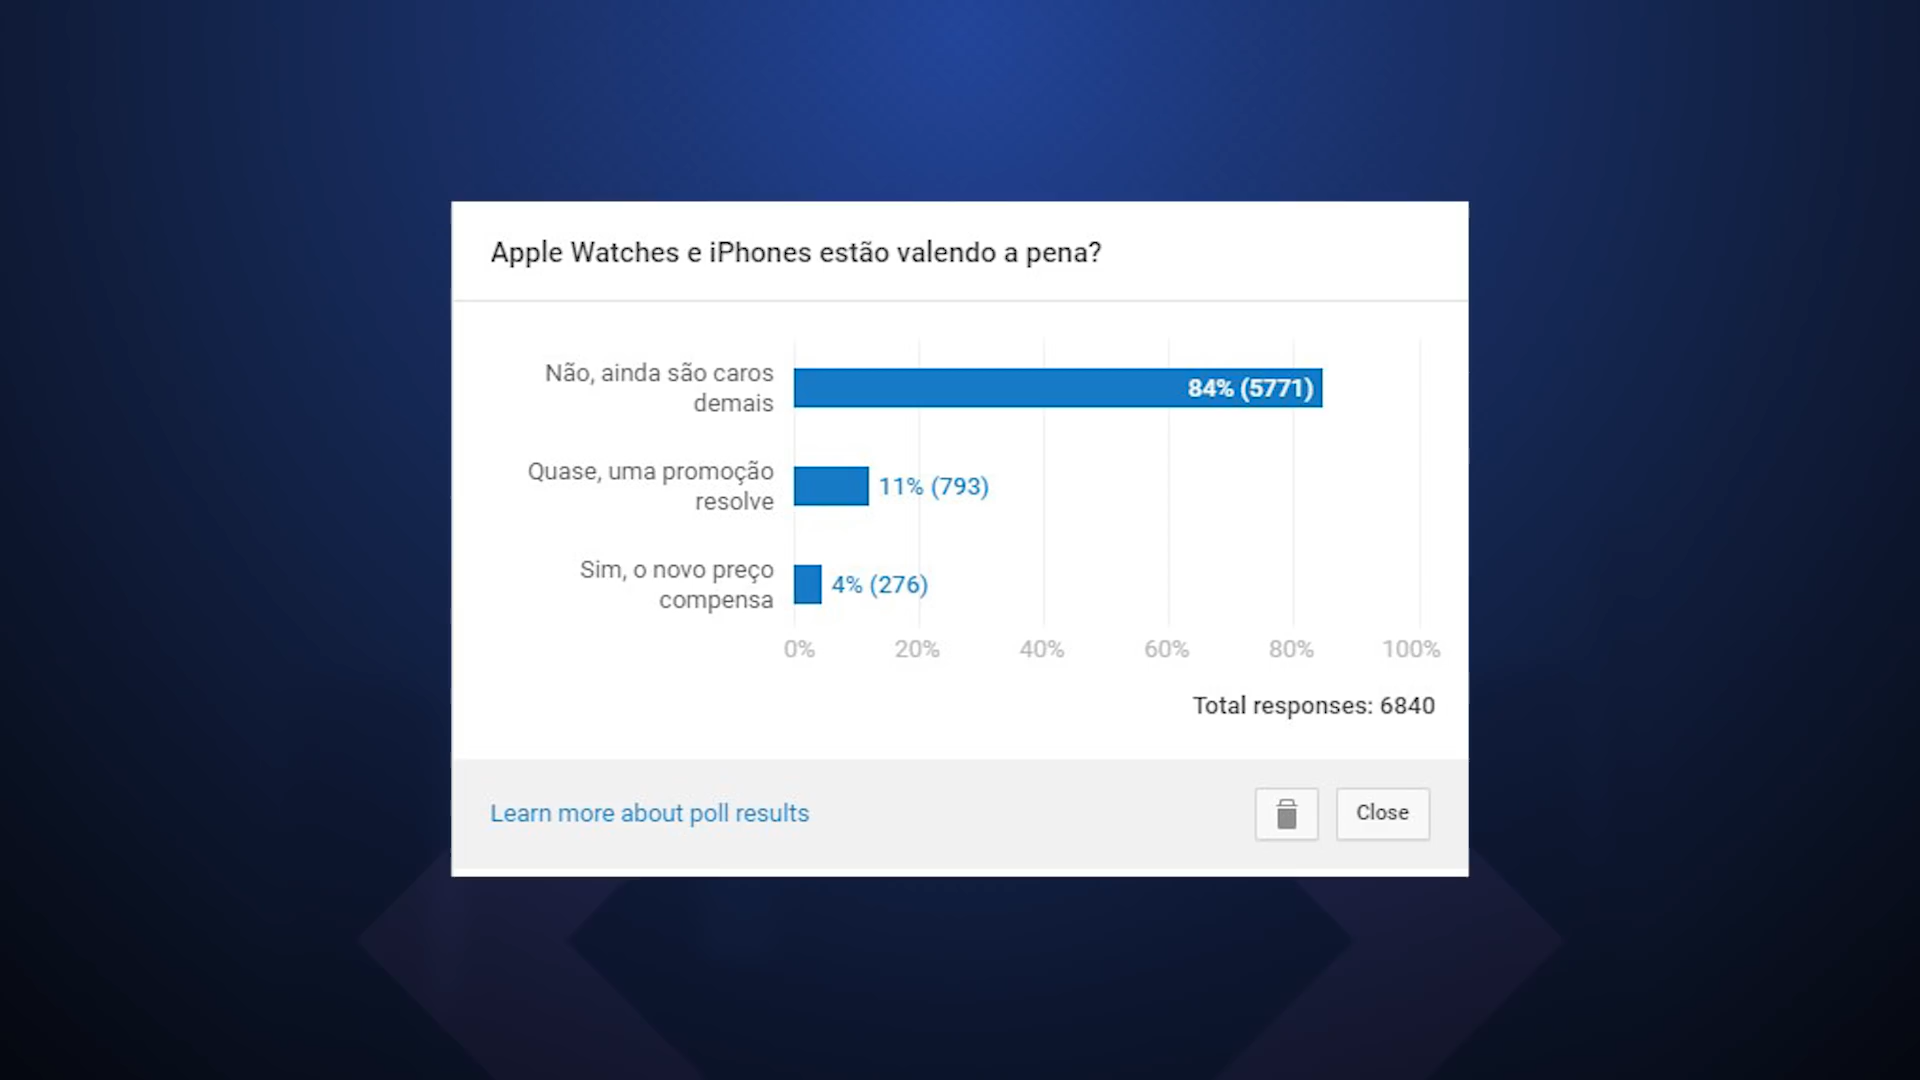 Apple Watches e iPhones estão valendo a pena?
Não, ainda são caros
demais
84% (5771)
Quase, uma promoção
resolve
11% (793)
Sim, o novo preço
compensa
4% (276)
0% 20% 40% 60% 80% 100%
Total responses: 6840
Learn more about poll results
Close